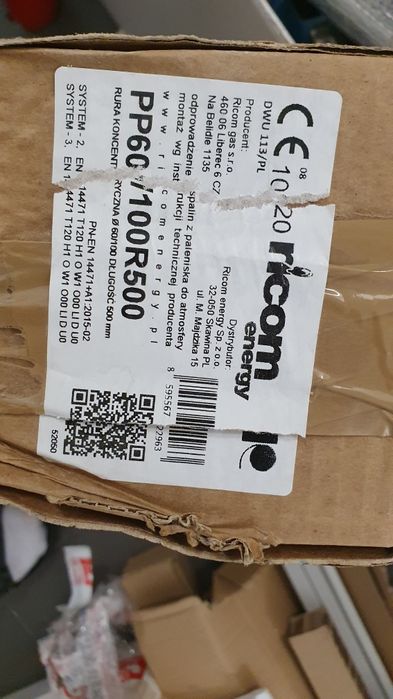 CE 08
10 20
ricom
energy
DWU 113/PL
Producent:
Ricom gas s.r.o.
460 06 Liberec 6 CZ
Na Bělidle 1135
Dystrybutor:
Ricom energy Sp. z o.o.
32-050 Skawina PL
ul. M. Majdzika 15
odprowadzenie spalin z paleniska do atmosfery
montaż wg instrukcji technicznej producenta
www.ricomenergy.pl
PP60/100R500
RURA KONCENTRYCZNA Ø 60/100 DŁUGOŚĆ 500 mm
PN-EN 14471+A1:2015-02
SYSTEM - 2, EN 14471 T120 H1 O W1 O00 LI D U0
SYSTEM - 3, EN 14471 T120 H1 O W1 O00 LI D U0
8 595567 22963
52050